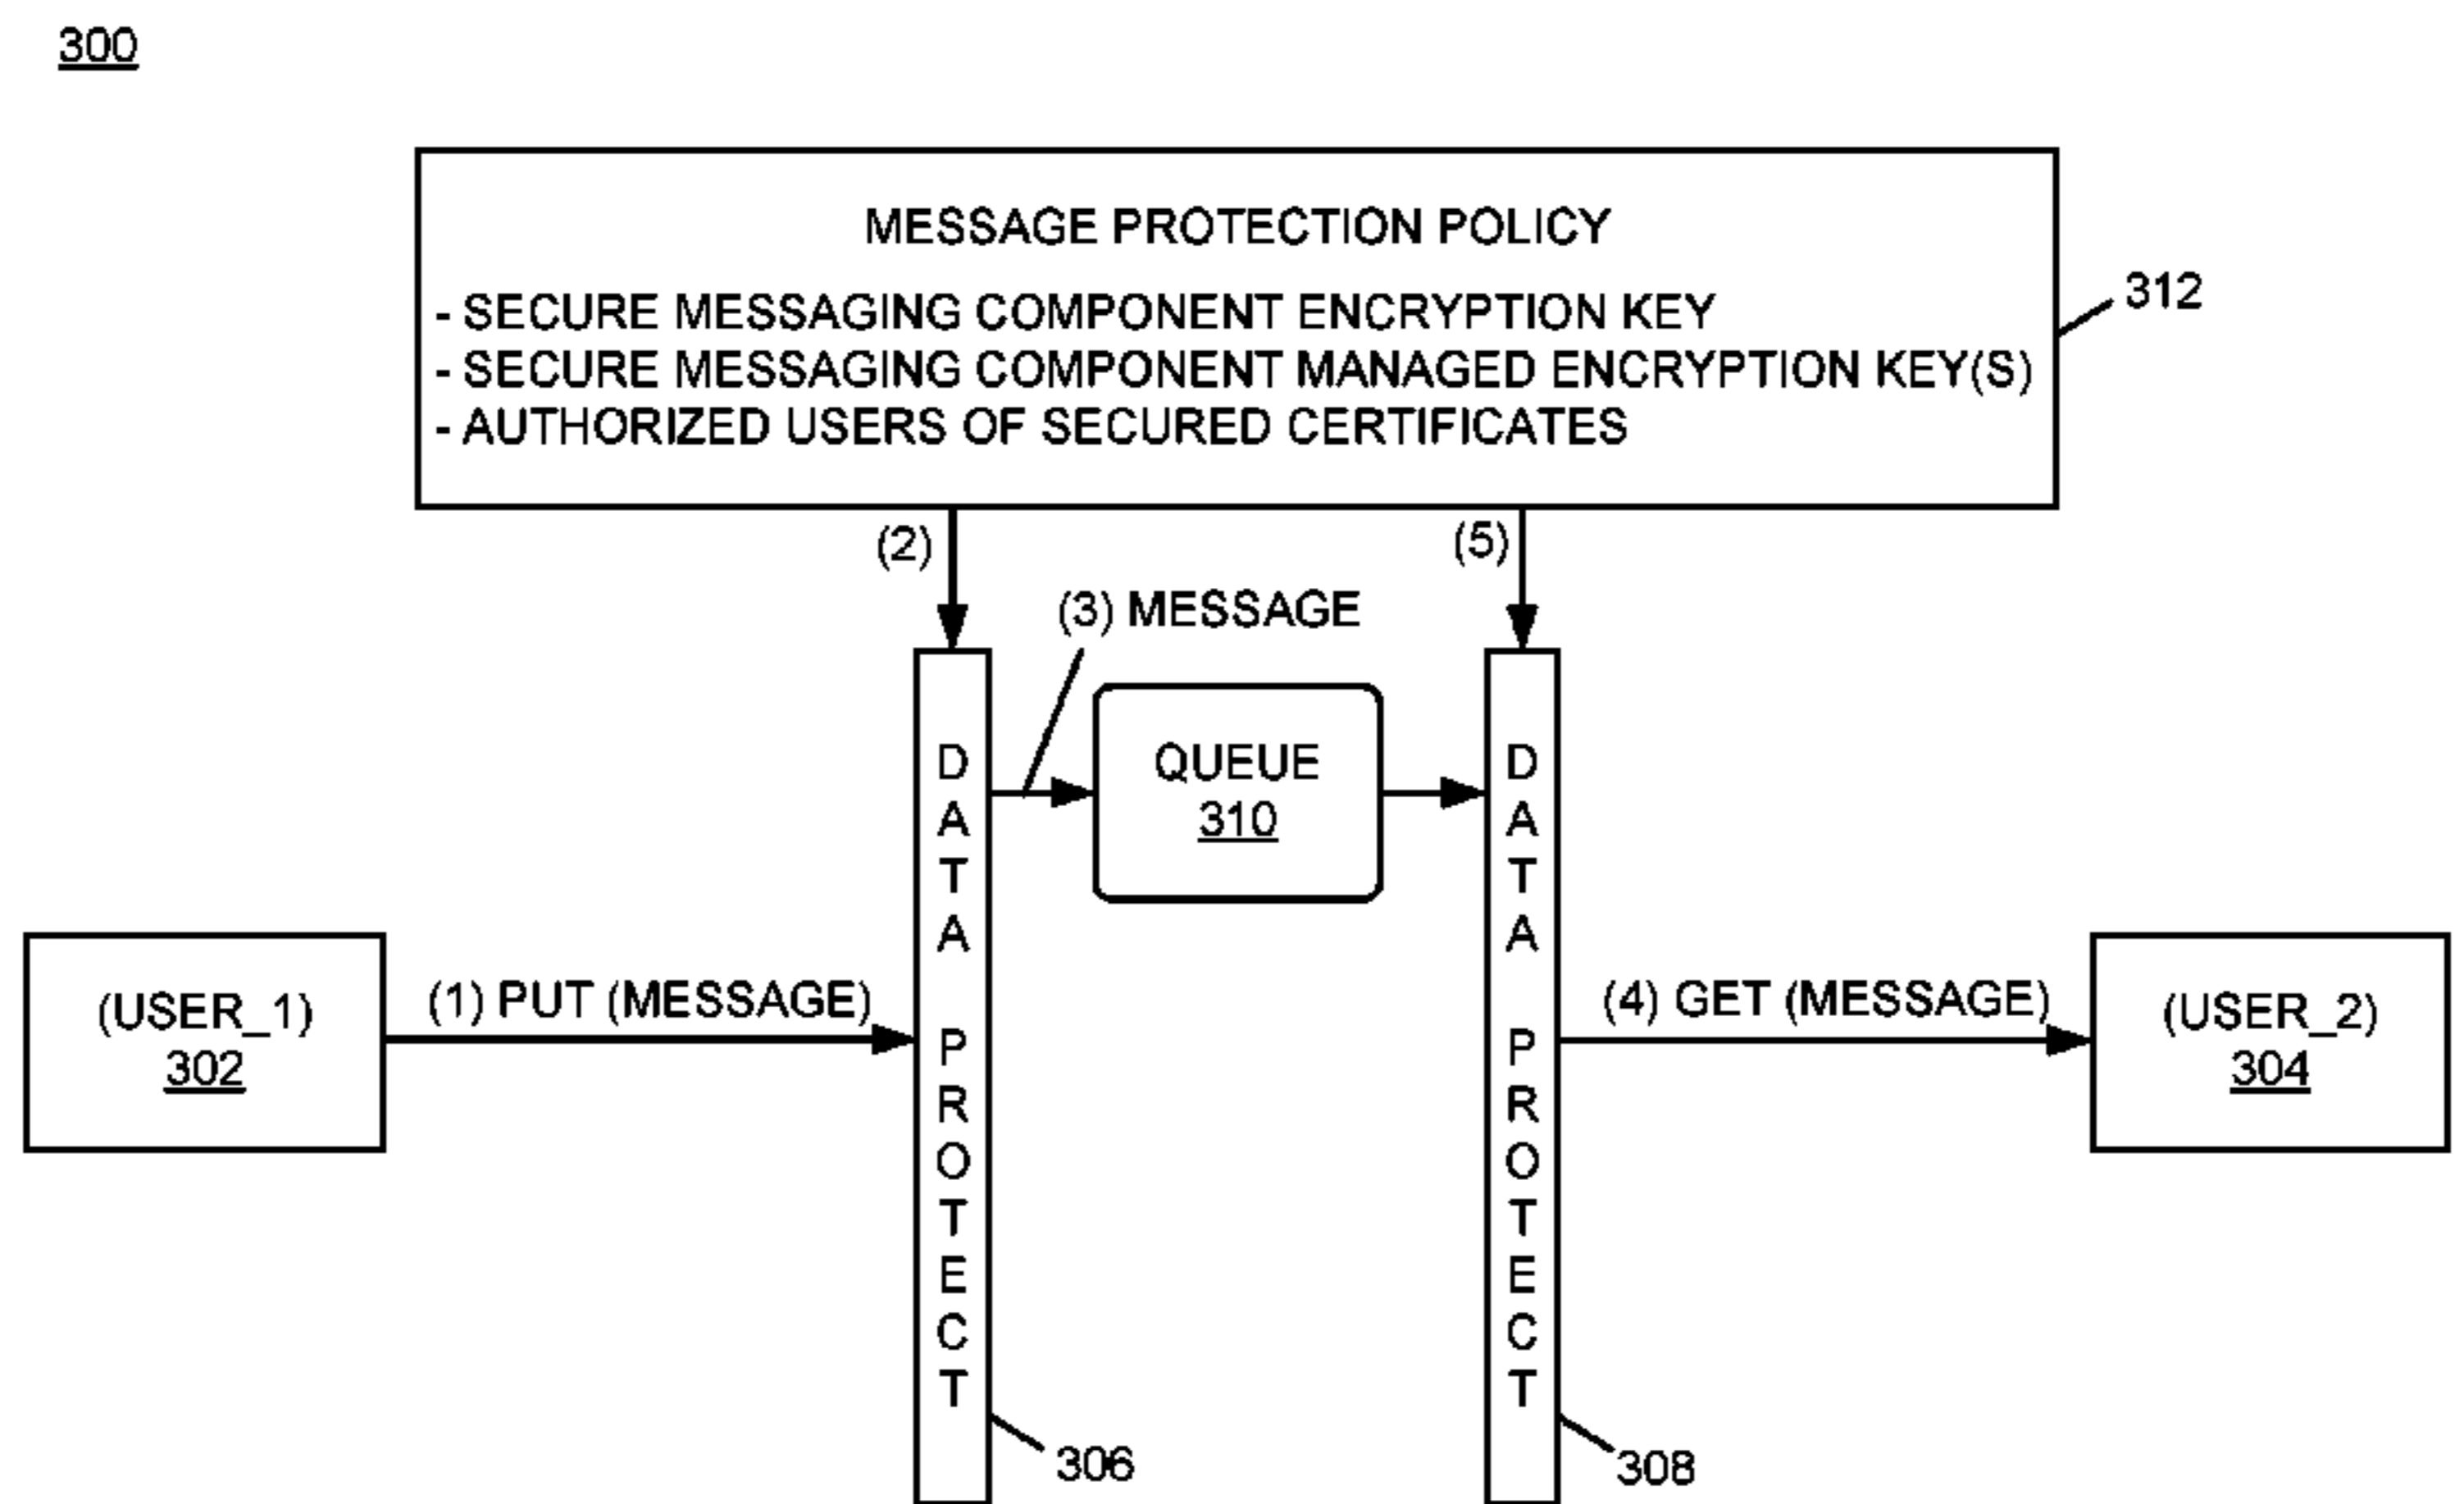 300
MESSAGE PROTECTION POLICY
- SECURE MESSAGING COMPONENT ENCRYPTION KEY
- SECURE MESSAGING COMPONENT MANAGED ENCRYPTION KEY(S)
- AUTHORIZED USERS OF SECURED CERTIFICATES
312
(2)
(5)
(3) MESSAGE
QUEUE
310
(USER_1)
302
(1) PUT (MESSAGE)
DATA PROTECT
306
DATA PROTECT
308
(4) GET (MESSAGE)
(USER_2)
304